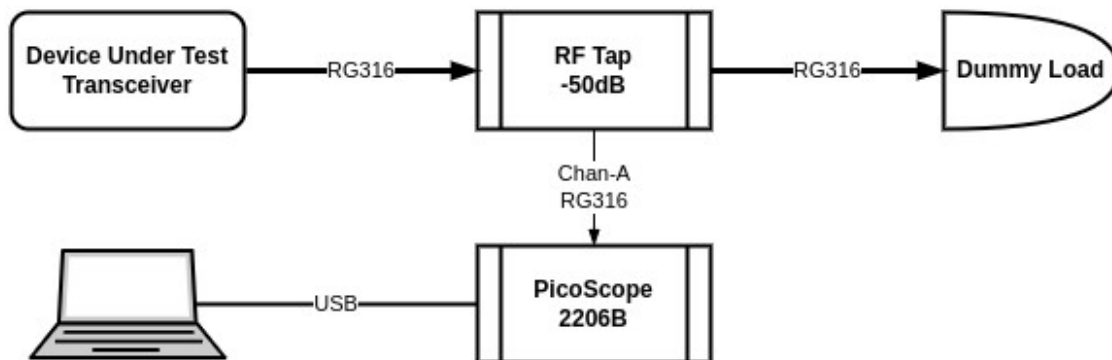 Device Under Test
Transceiver
RG316
RF Tap
-50dB
RG316
Dummy Load
Chan-A
RG316
USB
PicoScope
2206B